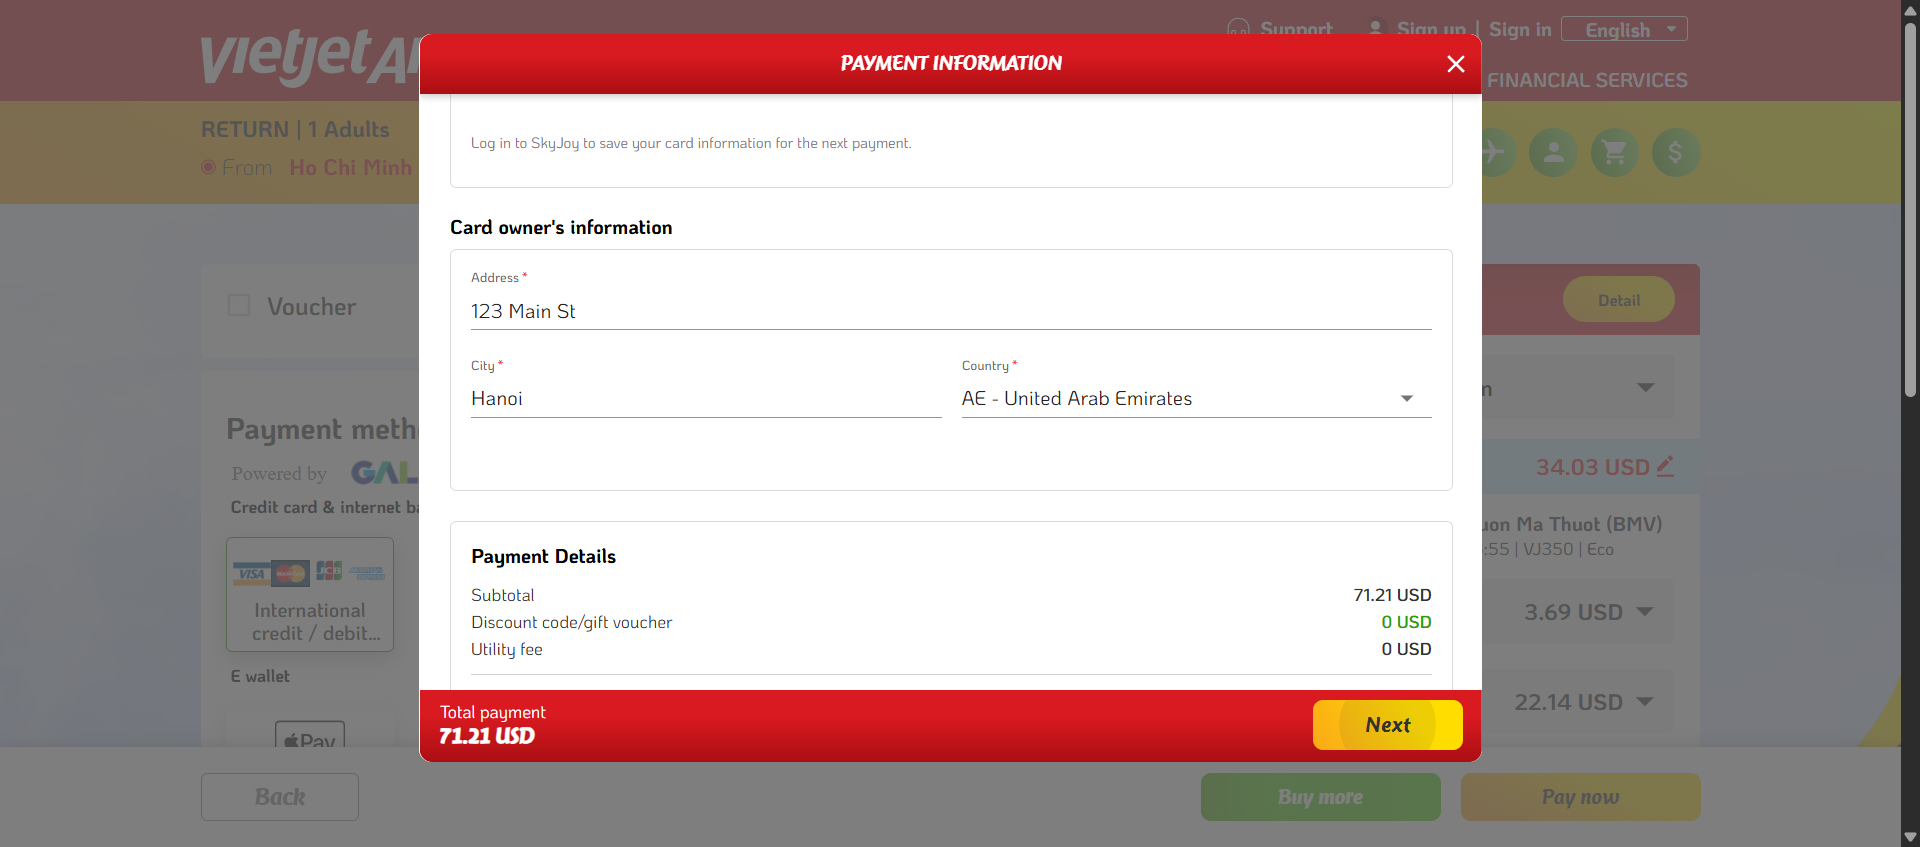 vietjet
Support
Sign up | Sign in
English
FINANCIAL SERVICES
PAYMENT INFORMATION
RETURN | 1 Adults
From Ho Chi Minh
Log in to SkyJoy to save your card information for the next payment.
Card owner's information
Address *
123 Main St
City *
Hanoi
Country *
AE - United Arab Emirates
Payment Details
Subtotal
71.21 USD
Discount code/gift voucher
0 USD
Utility fee
0 USD
Total payment
71.21 USD
Next
Voucher
Payment
Powered by
Credit card & internet
VISA
JCB
International
credit / debit...
E wallet
Pay
Detail
34.03 USD
Ma Thuot (BMV)
:55 | VJ350 | Eco
3.69 USD
22.14 USD
Back
Buy more
Pay now